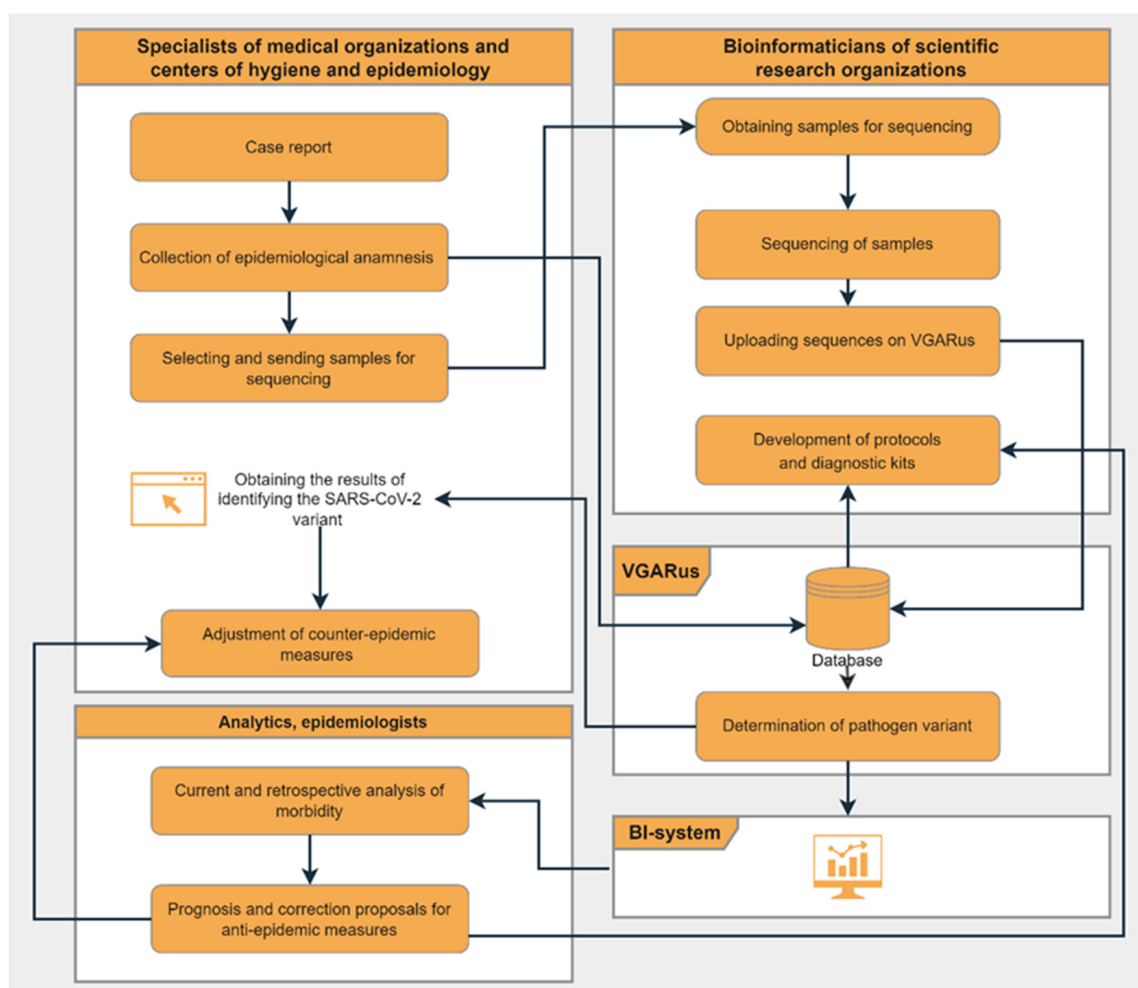 Specialists of medical organizations and
centers of hygiene and epidemiology
Case report
Collection of epidemiological anamnesis
Selecting and sending samples for
sequencing
Obtaining the results of
identifying the SARS-CoV-2
variant
Adjustment of counter-epidemic
measures
Bioinformaticians of scientific
research organizations
Obtaining samples for sequencing
Sequencing of samples
Uploading sequences on VGARus
Development of protocols
and diagnostic kits
VGARus
Database
Determination of pathogen variant
BI-system
Analytics, epidemiologists
Current and retrospective analysis of
morbidity
Prognosis and correction proposals for
anti-epidemic measures